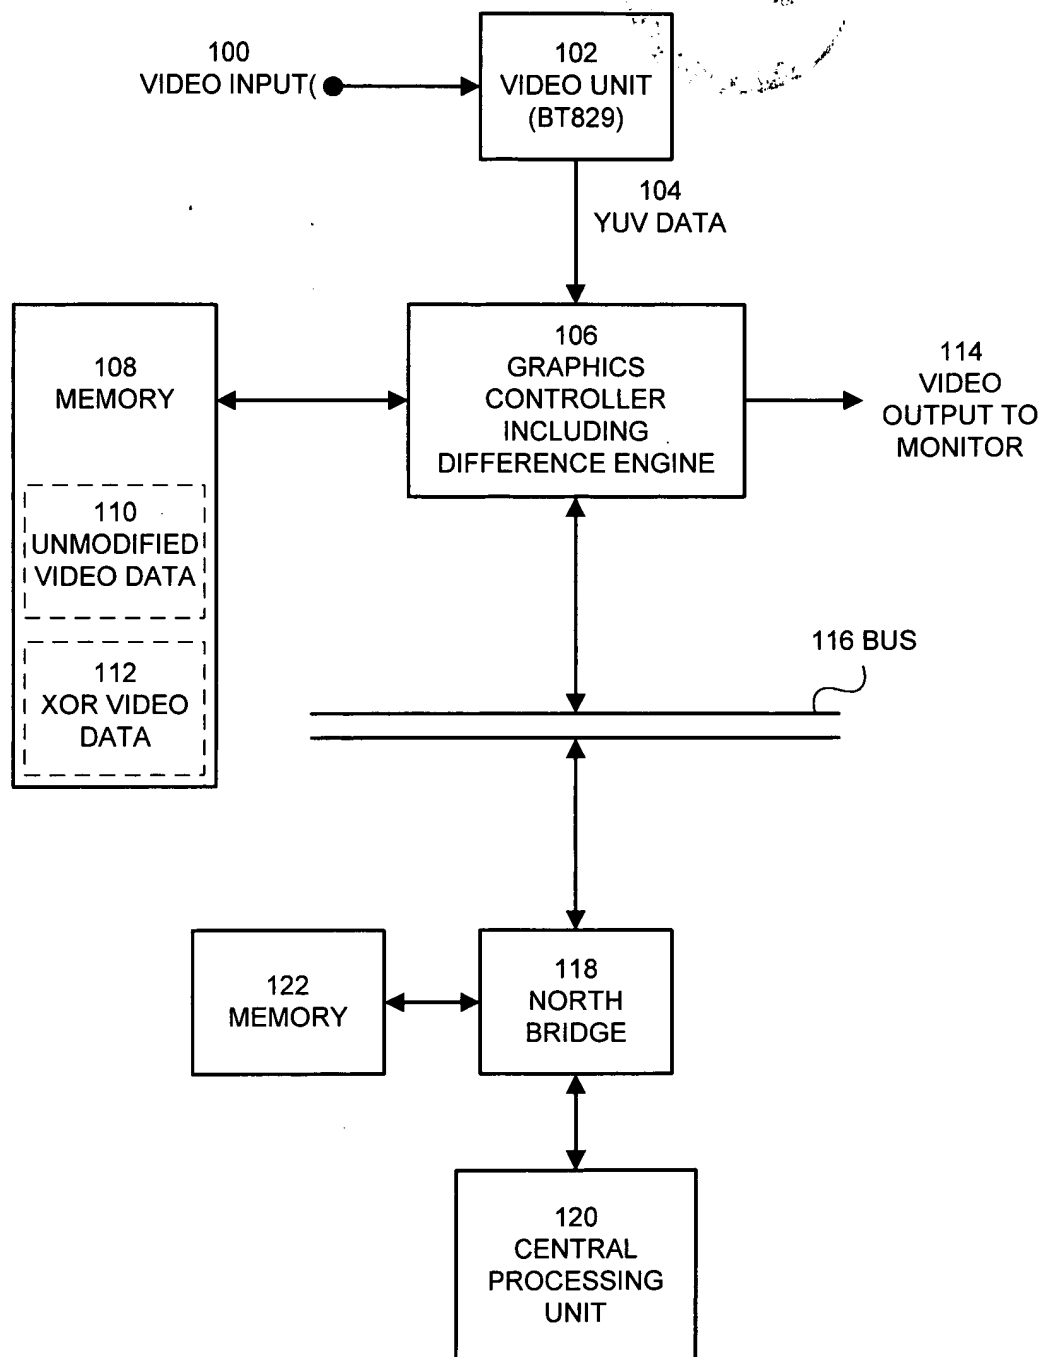 100
VIDEO INPUT(
102
VIDEO UNIT
(BT829)
104
YUV DATA
106
GRAPHICS
CONTROLLER
INCLUDING
DIFFERENCE ENGINE
108
MEMORY
110
UNMODIFIED
VIDEO DATA
112
XOR VIDEO
DATA
114
VIDEO
OUTPUT TO
MONITOR
116 BUS
118
NORTH
BRIDGE
122
MEMORY
120
CENTRAL
PROCESSING
UNIT